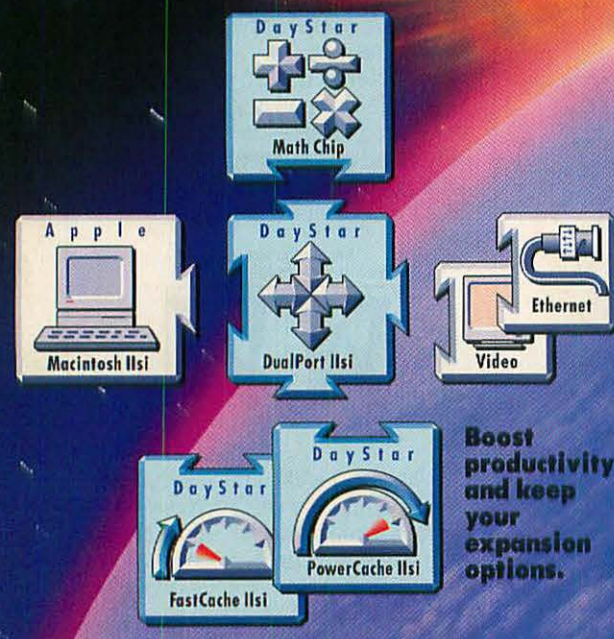 DayStar
Math Chip
Apple
Macintosh IIsi
DayStar
DualPort IIsi
Video
Ethernet
DayStar
FastCache IIsi
DayStar
PowerCache IIsi
Boost
productivity
and keep
your
expansion
options.